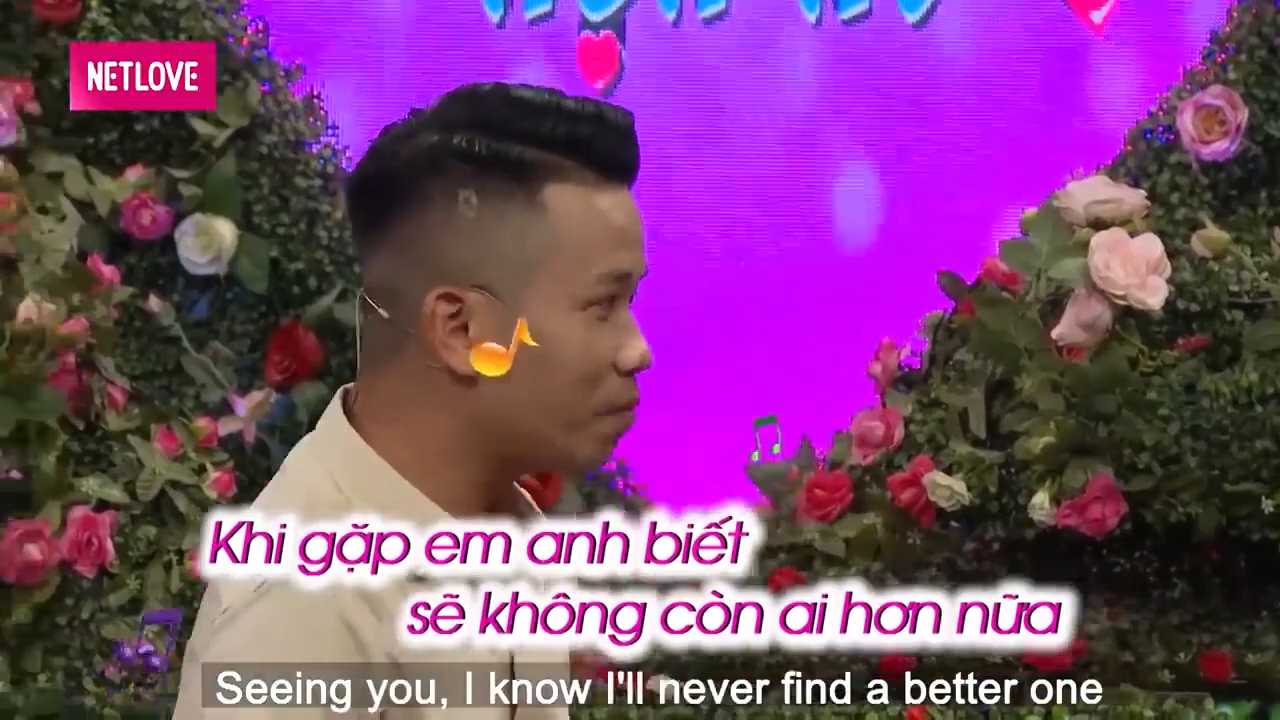 NETLOVE
Khi gặp em anh biết
sẽ không còn ai hơn nữa
Seeing you, I know I'll never find a better one